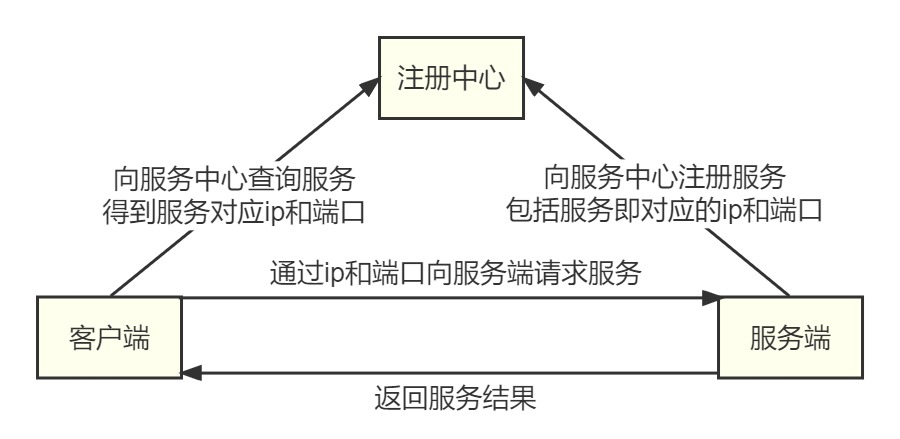 注册中心
向服务中心查询服务
得到服务对应ip和端口
向服务中心注册服务
包括服务即对应的ip和端口
通过ip和端口向服务端请求服务
客户端
服务端
返回服务结果